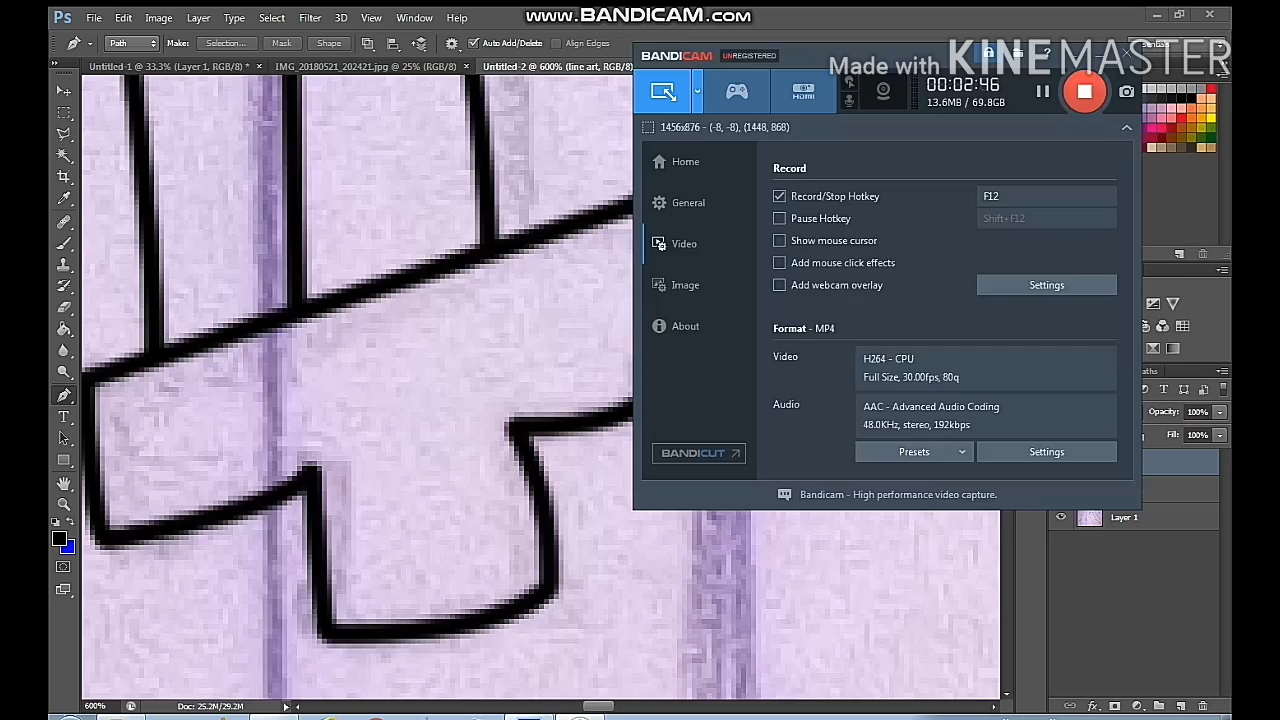 www.BANDICAM.com
Ps File Edit Image Layer Type Select Filter 3D View Window Help
Path Make: Selection... Mask Shape Auto Add/Delete Align Edges
Untitled-1 @ 33.3% (Layer 1, RGB/8) * × IMG_20180521_202421.jpg @ 25% (RGB/8) × Untitled-2 @ 600% (line art, RGB/8)
BANDICAM UNREGISTERED
Made with KINEMASTER
HDMI 00:02:46
13.6MB / 69.8GB
1456x876 - (-8, -8), (1448, 868)
Home
General
Video
Image
About
BANDICUT
Record
Record/Stop Hotkey F12
Pause Hotkey Shift - F12
Show mouse cursor
Add mouse click effects
Add webcam overlay Settings
Format - MP4
Video H264 - CPU
Full Size, 30.00fps, 80q
Audio AAC - Advanced Audio Coding
48.0KHz, stereo, 192kbps
Presets Settings
Bandicam - High performance video capture.
aths
Opacity: 100%
Fill: 100%
Layer 1
600% Doc: 25.2M/29.2M